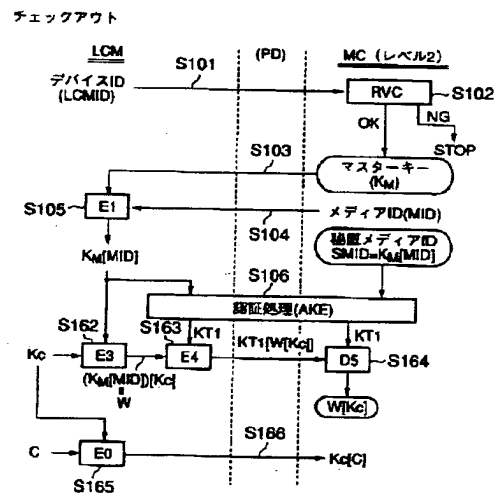 チェックアウト
LCM (PD) MC (レベル2)
デバイスID
(LCMID)
S101
RVC
S102
OK
NG
STOP
S103
マスターキー
(KM)
S105
E1
メディアID(MID)
S104
KM[MID]
秘匿メディアID
SMID=KM[MID]
S106
認証処理(AKE)
S162
S163
KT1
KT1[W[Kc]]
KT1
Kc
E3
E4
D5
S164
(KM[MID])[Kc]
W
W[Kc]
C
E0
S166
Kc[C]
S165